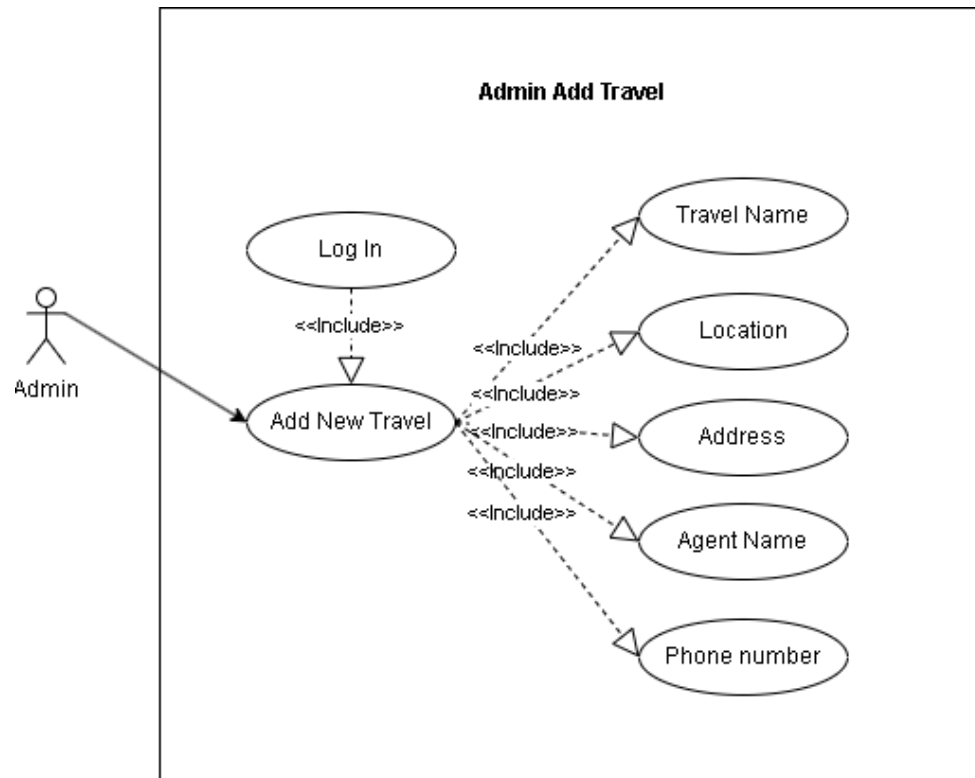 Admin Add Travel
Travel Name
Log In
<<Include>>
Location
<<Include>>
Admin
<<Include>>
Add New Travel
<<Include>>
Address
<<Include>>
<<Include>>
Agent Name
Phone number